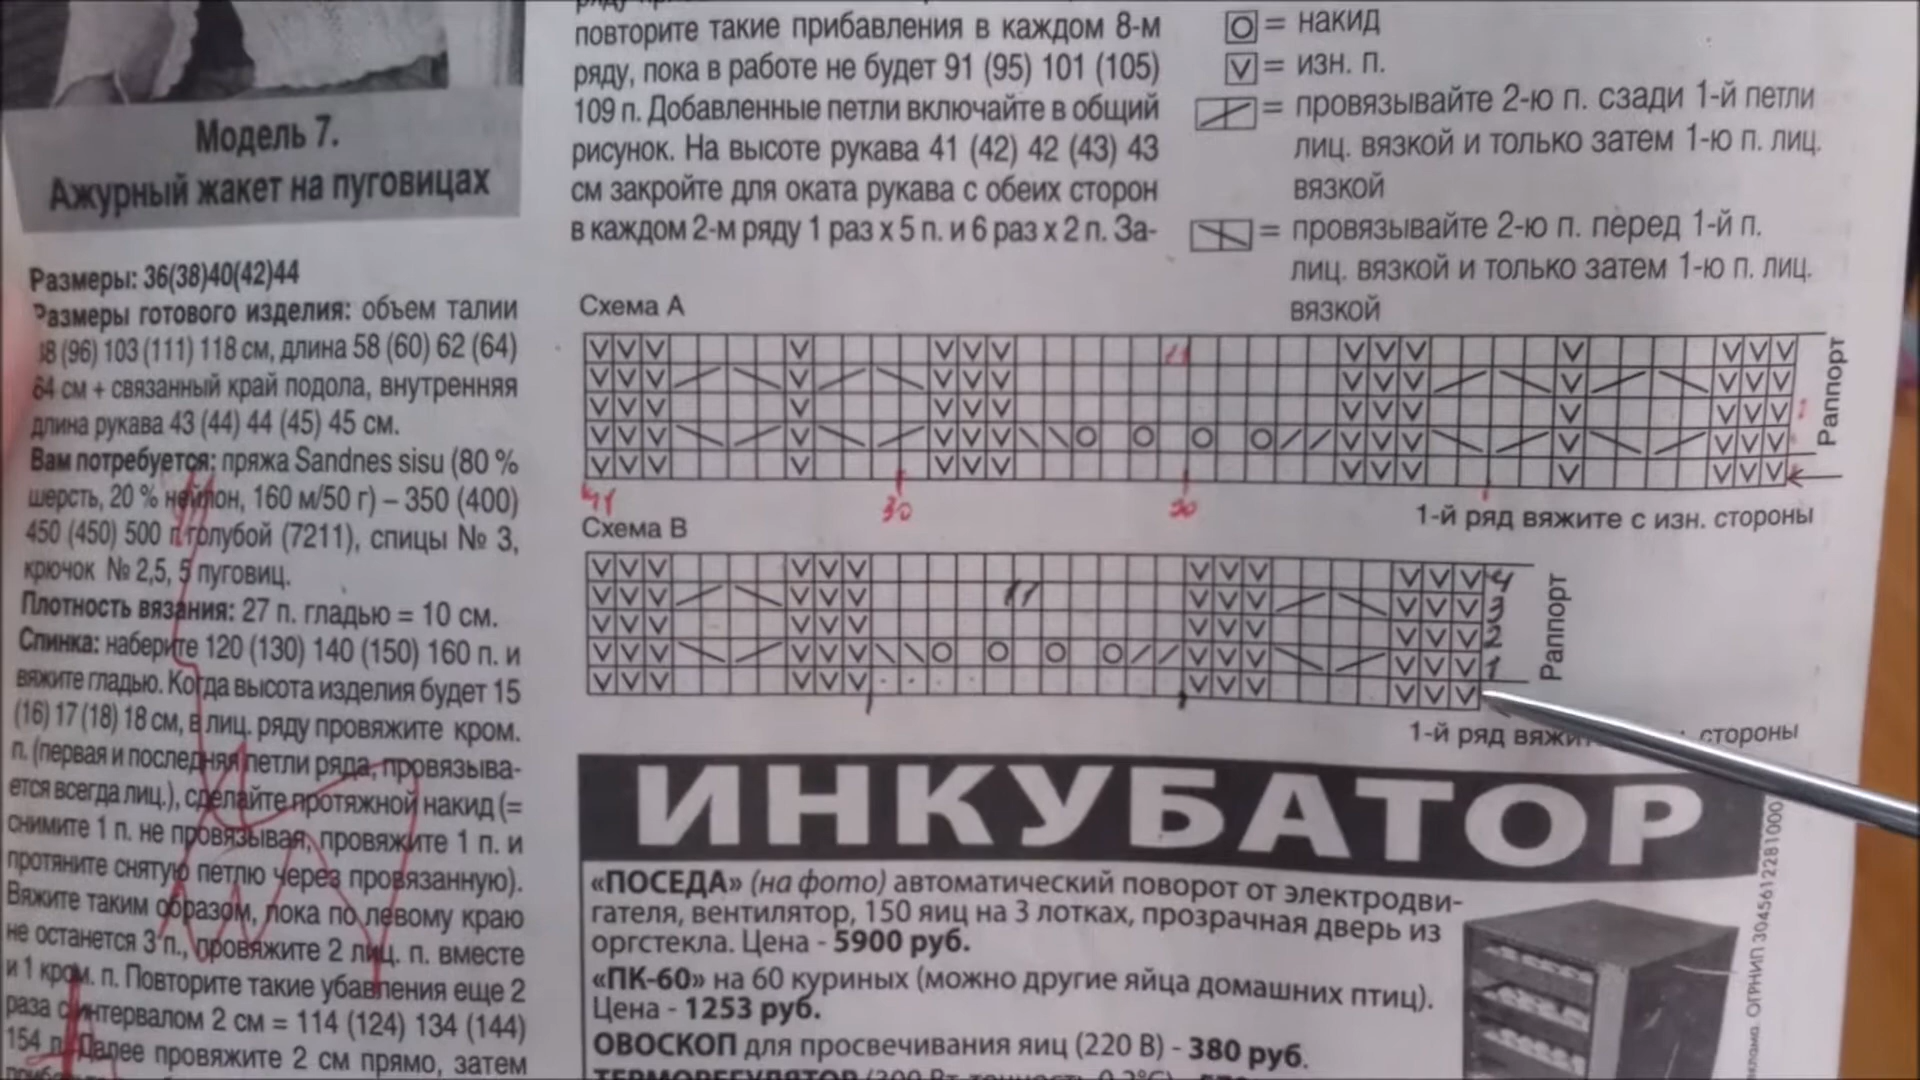 Модель 7.
Ажурный жакет на пуговицах
Размеры: 36(38)40(42)44
Размеры готового изделия: объем талии
(96) 103 (111) 118 см, длина 58 (60) 62 (64)
64 см + связанный край подола, внутренняя
длина рукава 43 (44) 44 (45) 45 см.
Вам потребуется: пряжа Sandnes sisu (80 %
шерсть, 20 % нейлон, 160 м/50 г) – 350 (400)
450 (450) 500 г голубой (7211), спицы № 3,
крючок № 2,5, 5 пуговиц.
Плотность вязания: 27 п. гладью = 10 см.
Спинка: наберите 120 (130) 140 (150) 160 п. и
вяжите гладью. Когда высота изделия будет 15
(16) 17 (18) 18 см, в лиц. ряду провяжите кром.
п. (первая и последняя петли ряда, провязыва-
ется всегда лиц.), сделайте протяжной накид (=
снимите 1 п. не провязывая, провяжите 1 п. и
протяните снятую петлю через провязанную).
Вяжите таким образом, пока по левому краю
не останется 3 п., провяжите 2 лиц. п. вместе
и 1 кром. п. Повторите такие убавления еще 2
раза с интервалом 2 см = 114 (124) 134 (144)
154 п. Далее провяжите 2 см прямо, затем
повторите такие прибавления в каждом 8-м
ряду, пока в работе не будет 91 (95) 101 (105)
109 п. Добавленные петли включайте в общий
рисунок. На высоте рукава 41 (42) 42 (43) 43
см закройте для оката рукава с обеих сторон
в каждом 2-м ряду 1 раз х 5 п. и 6 раз х 2 п. За-
O = накид
V = изн. п.
= провязывайте 2-ю п. сзади 1-й петли
лиц. вязкой и только затем 1-ю п. лиц.
вязкой
= провязывайте 2-ю п. перед 1-й п.
лиц. вязкой и только затем 1-ю п. лиц.
вязкой
Схема А
11
Раппорт
41 30 20
1-й ряд вяжите с изн. стороны
Схема В
11
4
3
2
1
Раппорт
1-й ряд стороны
ИНКУБАТОР
«ПОСЕДА» (на фото) автоматический поворот от электродви-
гателя, вентилятор, 150 яиц на 3 лотках, прозрачная дверь из
оргстекла. Цена - 5900 руб.
«ПК-60» на 60 куриных (можно другие яйца домашних птиц).
Цена - 1253 руб.
ОВОСКОП для просвечивания яиц (220 В) - 380 руб.
ОГРНИП 304561228100